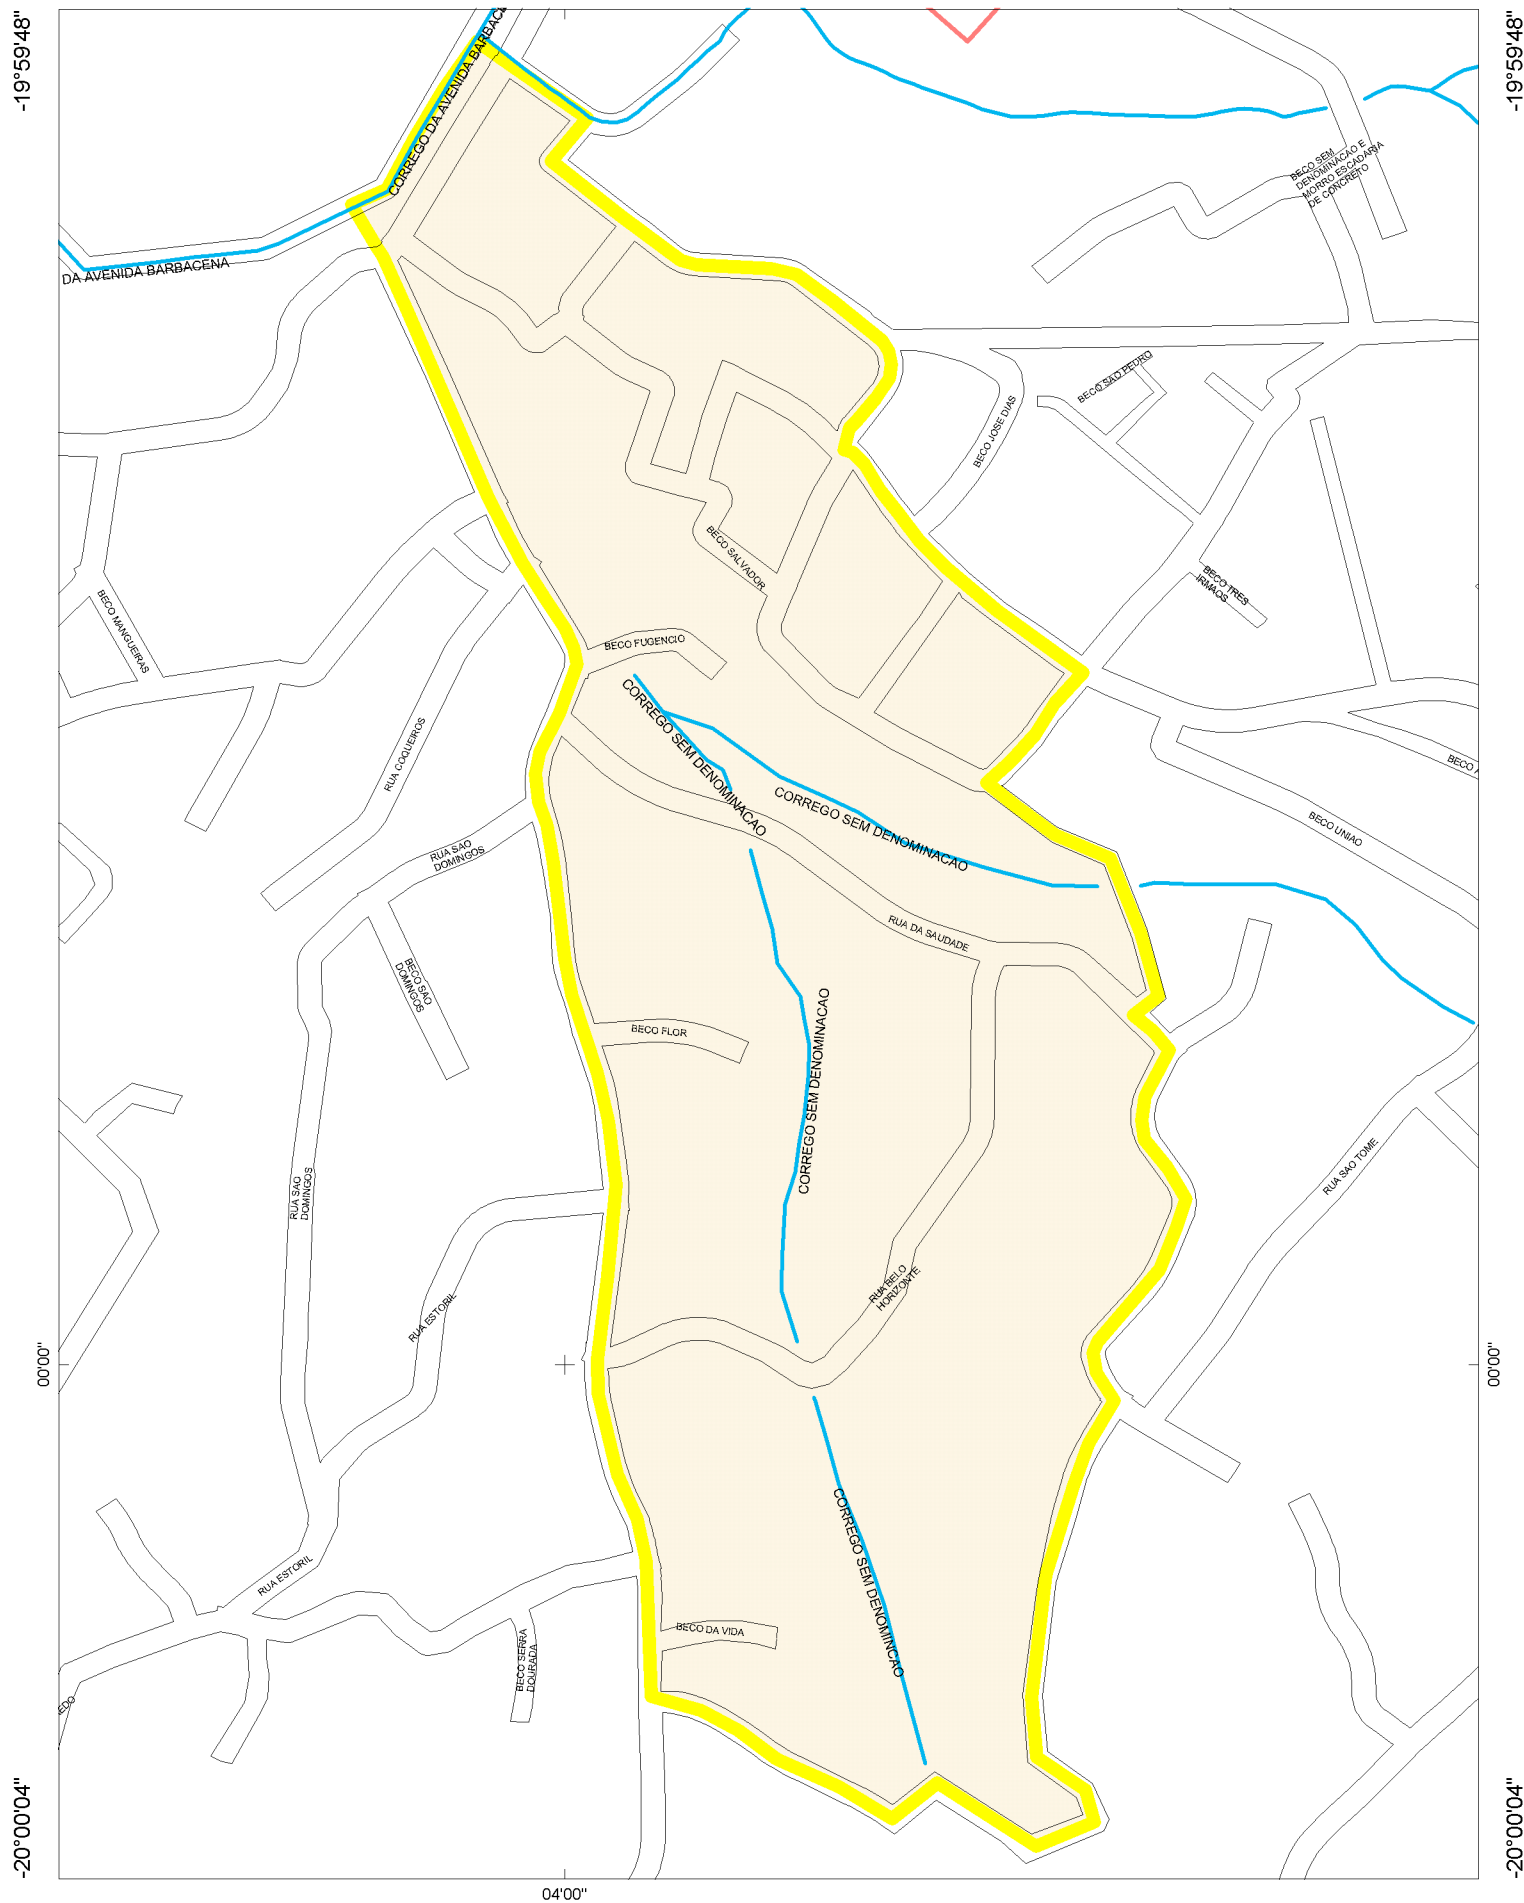 -19°59'48"
-19°59'48"
CORREGO DA AVENIDA BARBACE
DA AVENIDA BARBACENA
BECO SEM
DENOMINACAO E
MORRO ESCADARIA
DE CONCRETO
BECO SAO PEDRO
BECO JOSE DIAS
BECO SALVADOR
BECO TRES
IRMAOS
BECO MANGUEIRAS
BECO FUGENCIO
CORREGO SEM DENOMINACAO
RUA COQUEIROS
CORREGO SEM DENOMINACAO
BECO
BECO UNIAO
RUA SAO
DOMINGOS
RUA DA SAUDADE
BECO SAO
DOMINGOS
BECO FLOR
CORREGO SEM DENOMINACAO
RUA SAO TOME
RUA SAO
DOMINGOS
RUA BELO
HORIZONTE
RUA ESTORIL
00'00"
00'00"
CORREGO SEM DENOMINCAO
RUA ESTORIL
BECO DA VIDA
BECO SERRA
DOURADA
EDO
-20°00'04"
-20°00'04"
04'00"